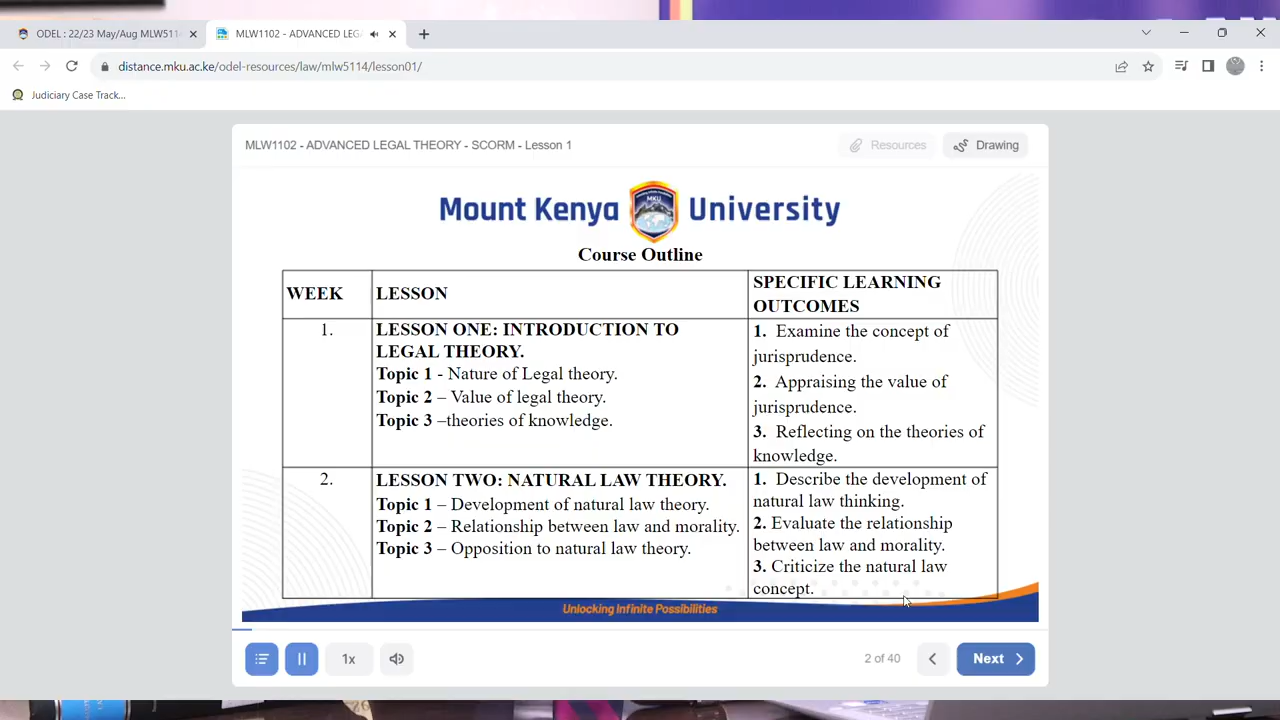 ODEL : 22/23 May/Aug MLW511
MLW1102 - ADVANCED LEG
distance.mku.ac.ke/odel-resources/law/mlw5114/lesson01/
Judiciary Case Track...
MLW1102 - ADVANCED LEGAL THEORY - SCORM - Lesson 1
Resources
Drawing
Mount Kenya University
MKU
Course Outline
WEEK
LESSON
SPECIFIC LEARNING
OUTCOMES
1.
LESSON ONE: INTRODUCTION TO
LEGAL THEORY.
Topic 1 - Nature of Legal theory.
Topic 2 – Value of legal theory.
Topic 3 –theories of knowledge.
1. Examine the concept of
jurisprudence.
2. Appraising the value of
jurisprudence.
3. Reflecting on the theories of
knowledge.
2.
LESSON TWO: NATURAL LAW THEORY.
Topic 1 – Development of natural law theory.
Topic 2 – Relationship between law and morality.
Topic 3 – Opposition to natural law theory.
1. Describe the development of
natural law thinking.
2. Evaluate the relationship
between law and morality.
3. Criticize the natural law
concept.
Unlocking Infinite Possibilities
1x
2 of 40
Next